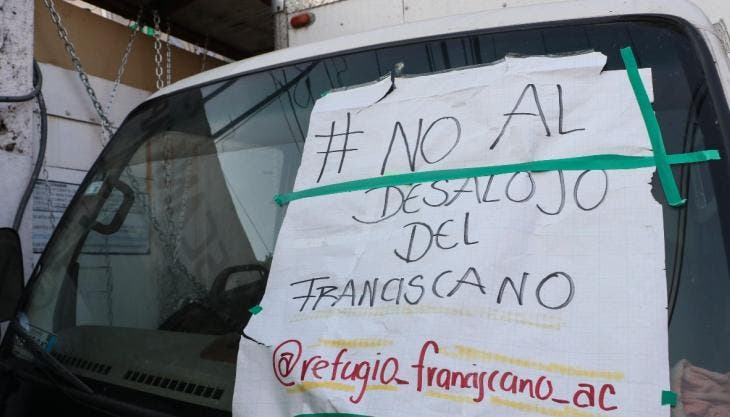 # NO AL
DESALOJO
DEL
FRANCISCANO
@refugio_franciscano_ac